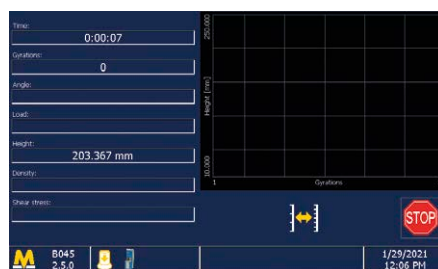 Time:
0:00:07
Gyrations:
0
Angle:
Load:
Height:
203.367 mm
Density:
Shear stress:
250.000
Height [mm]
10.000
1
Gyrations
STOP
B045
2.5.0
1/29/2021
12:06 PM